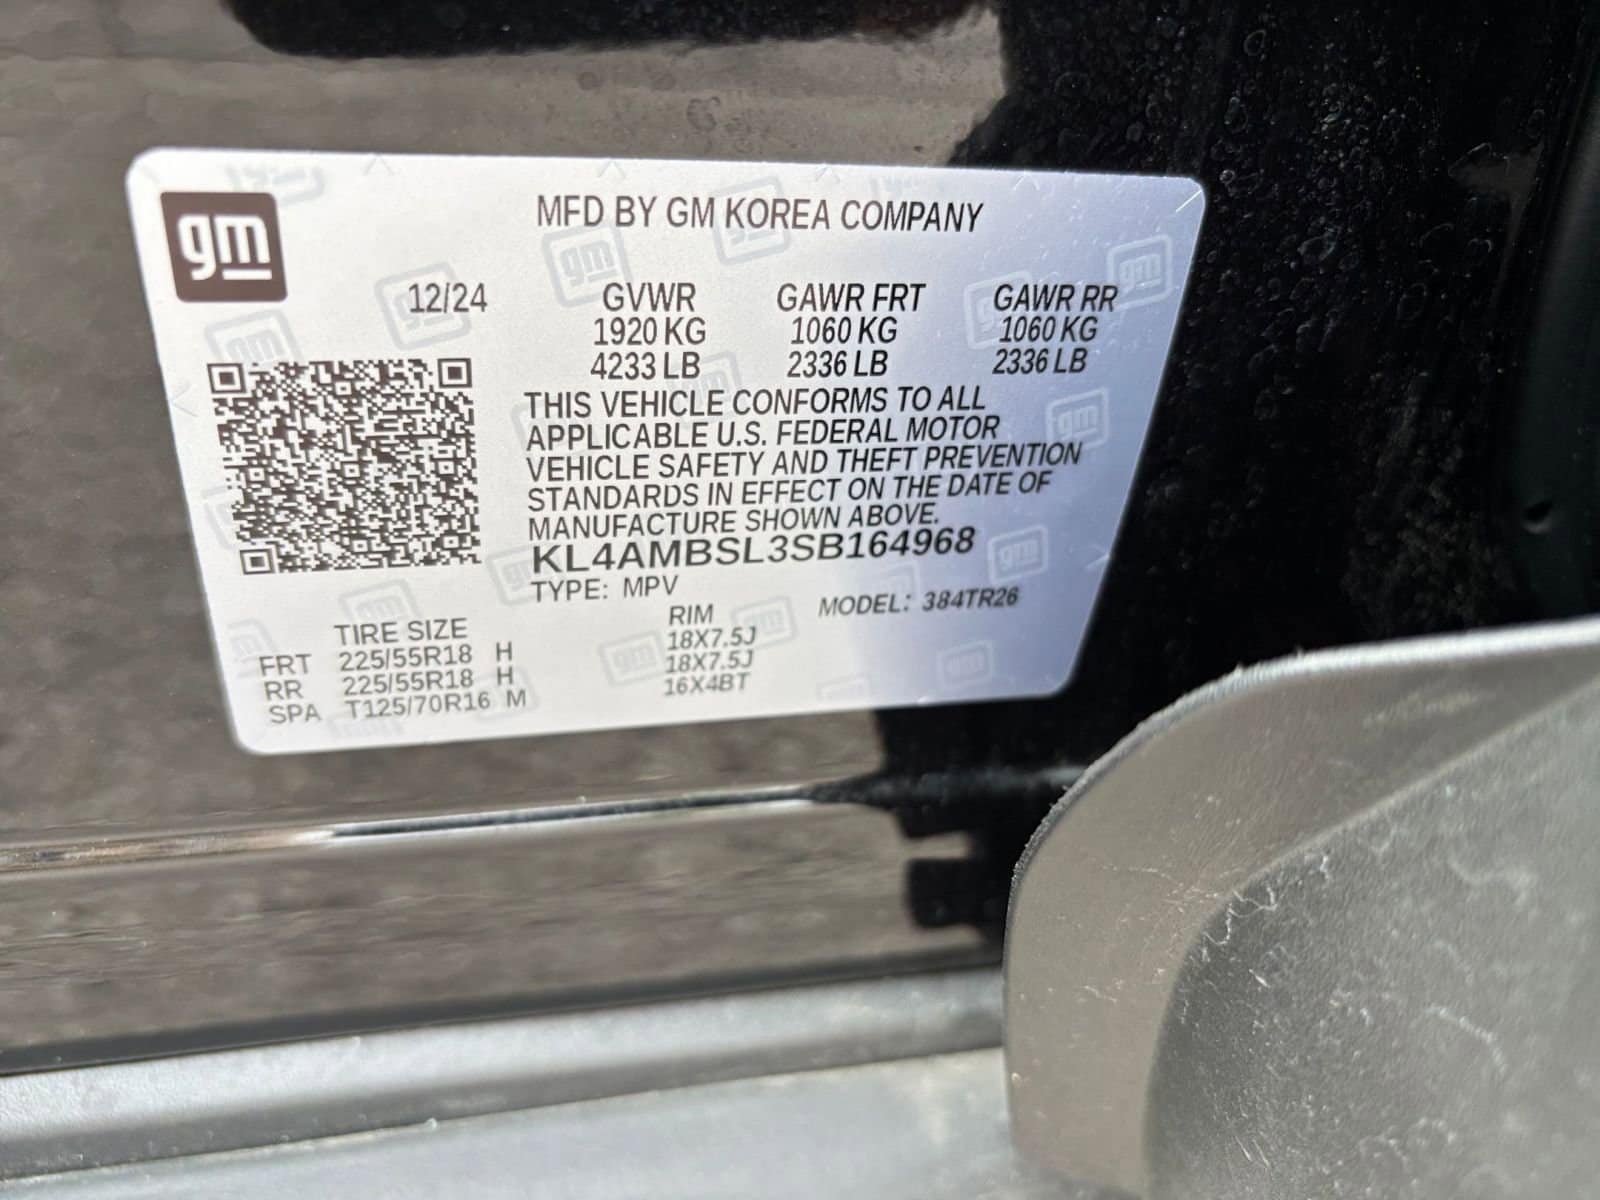 gm
MFD BY GM KOREA COMPANY
12/24 GVWR GAWR FRT GAWR RR
1920 KG 1060 KG 1060 KG
4233 LB 2336 LB 2336 LB
THIS VEHICLE CONFORMS TO ALL
APPLICABLE U.S. FEDERAL MOTOR
VEHICLE SAFETY AND THEFT PREVENTION
STANDARDS IN EFFECT ON THE DATE OF
MANUFACTURE SHOWN ABOVE.
KL4AMBSL3SB164968
TYPE: MPV MODEL: 384TR26
TIRE SIZE RIM
FRT 225/55R18 H 18X7.5J
RR 225/55R18 H 18X7.5J
SPA T125/70R16 M 16X4BT